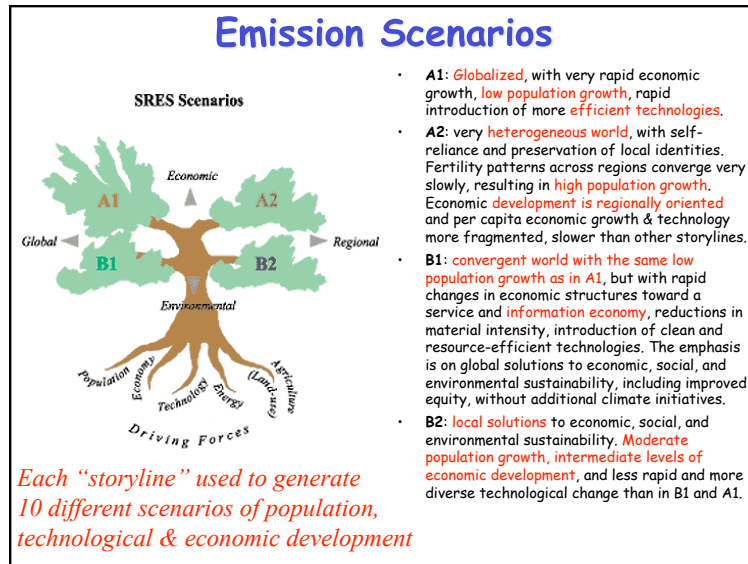 Emission Scenarios
SRES Scenarios
Economic
A1
A2
Global
Regional
B1
B2
Environmental
Population
Economy
Technology
Energy
Agriculture
(Land-use)
Driving Forces
Each “storyline” used to generate
10 different scenarios of population,
technological & economic development
• A1: Globalized, with very rapid economic
growth, low population growth, rapid
introduction of more efficient technologies.
• A2: very heterogeneous world, with self-
reliance and preservation of local identities.
Fertility patterns across regions converge very
slowly, resulting in high population growth.
Economic development is regionally oriented
and per capita economic growth & technology
more fragmented, slower than other storylines.
• B1: convergent world with the same low
population growth as in A1, but with rapid
changes in economic structures toward a
service and information economy, reductions in
material intensity, introduction of clean and
resource-efficient technologies. The emphasis
is on global solutions to economic, social, and
environmental sustainability, including improved
equity, without additional climate initiatives.
• B2: local solutions to economic, social, and
environmental sustainability. Moderate
population growth, intermediate levels of
economic development, and less rapid and more
diverse technological change than in B1 and A1.